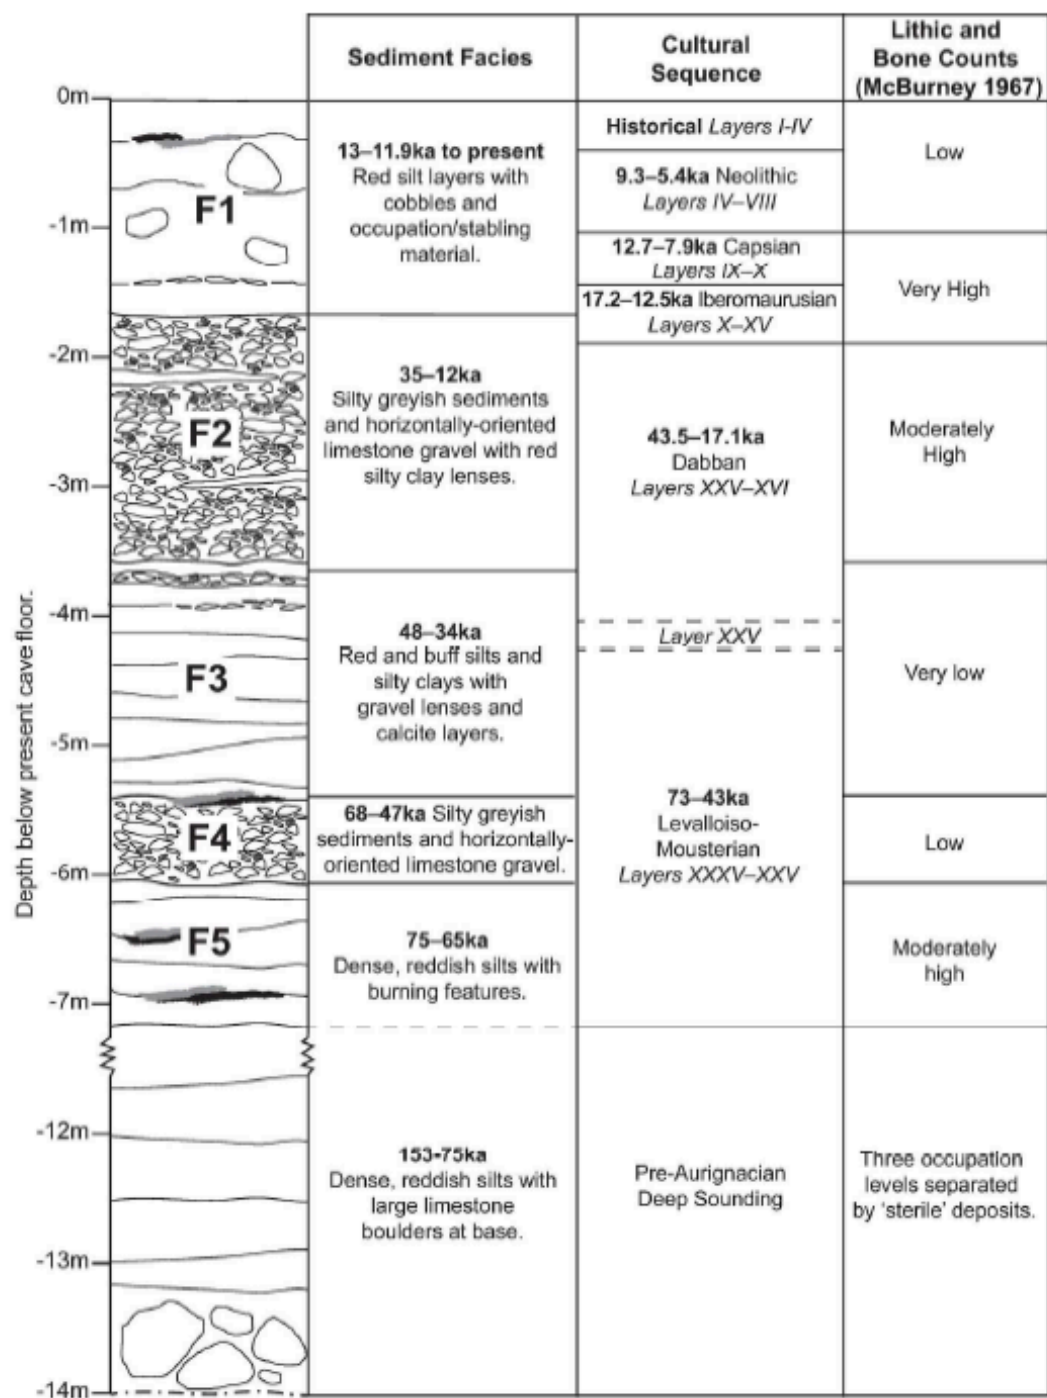 Sediment Facies
Cultural
Sequence
Lithic and
Bone Counts
(McBurney 1967)
Depth below present cave floor.
0m
-1m
-2m
-3m
-4m
-5m
-6m
-7m
-12m
-13m
-14m
F1
F2
F3
F4
F5
13–11.9ka to present
Red silt layers with
cobbles and
occupation/stabling
material.
35–12ka
Silty greyish sediments
and horizontally-oriented
limestone gravel with red
silty clay lenses.
48–34ka
Red and buff silts and
silty clays with
gravel lenses and
calcite layers.
68–47ka Silty greyish
sediments and horizontally-
oriented limestone gravel.
75–65ka
Dense, reddish silts with
burning features.
153-75ka
Dense, reddish silts with
large limestone
boulders at base.
Historical Layers I-IV
9.3–5.4ka Neolithic
Layers IV–VIII
12.7–7.9ka Capsian
Layers IX–X
17.2–12.5ka Iberomaurusian
Layers X–XV
43.5–17.1ka
Dabban
Layers XXV–XVI
Layer XXV
73–43ka
Levalloiso-
Mousterian
Layers XXXV–XXV
Pre-Aurignacian
Deep Sounding
Low
Very High
Moderately
High
Very low
Low
Moderately
high
Three occupation
levels separated
by 'sterile' deposits.